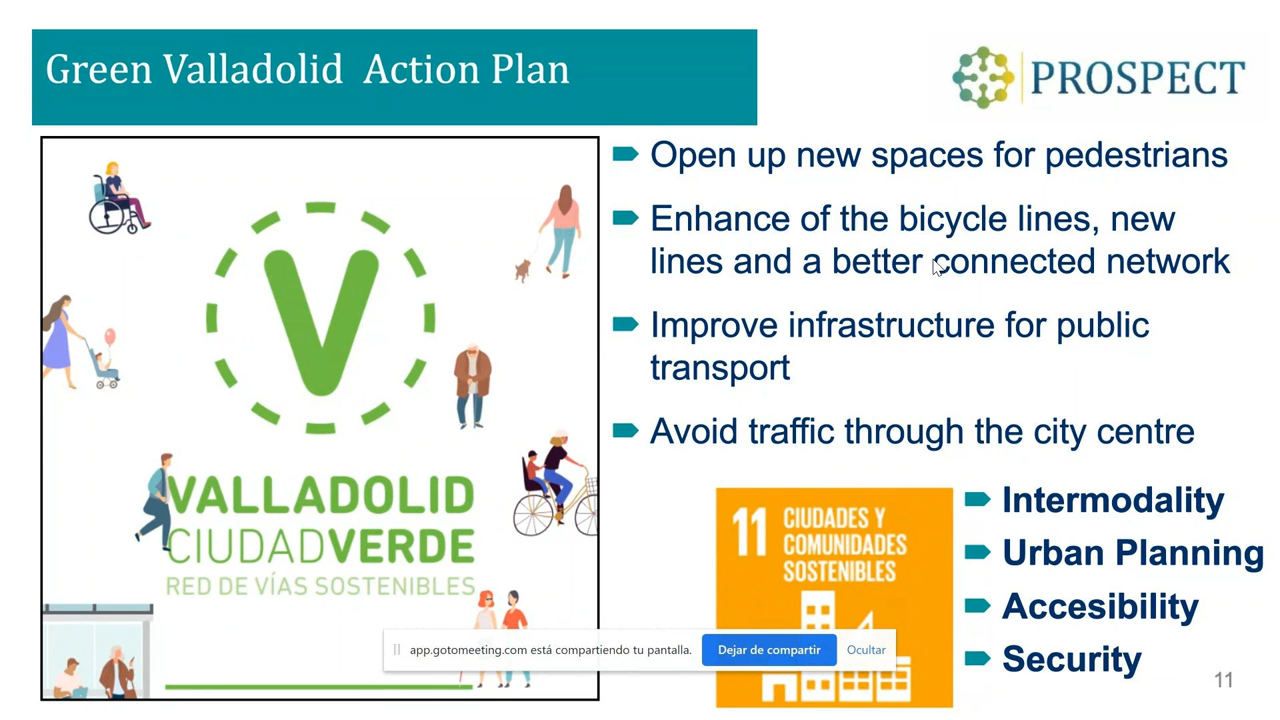 Green Valladolid  Action Plan
PROSPECT
V
VALLADOLID
CIUDADVERDE
RED DE VÍAS SOSTENIBLES
Open up new spaces for pedestrians
Enhance of the bicycle lines, new
lines and a better connected network
Improve infrastructure for public
transport
Avoid traffic through the city centre
11 CIUDADES Y
COMUNIDADES
SOSTENIBLES
Intermodality
Urban Planning
Accesibility
Security
app.gotomeeting.com está compartiendo tu pantalla. Dejar de compartir Ocultar
11